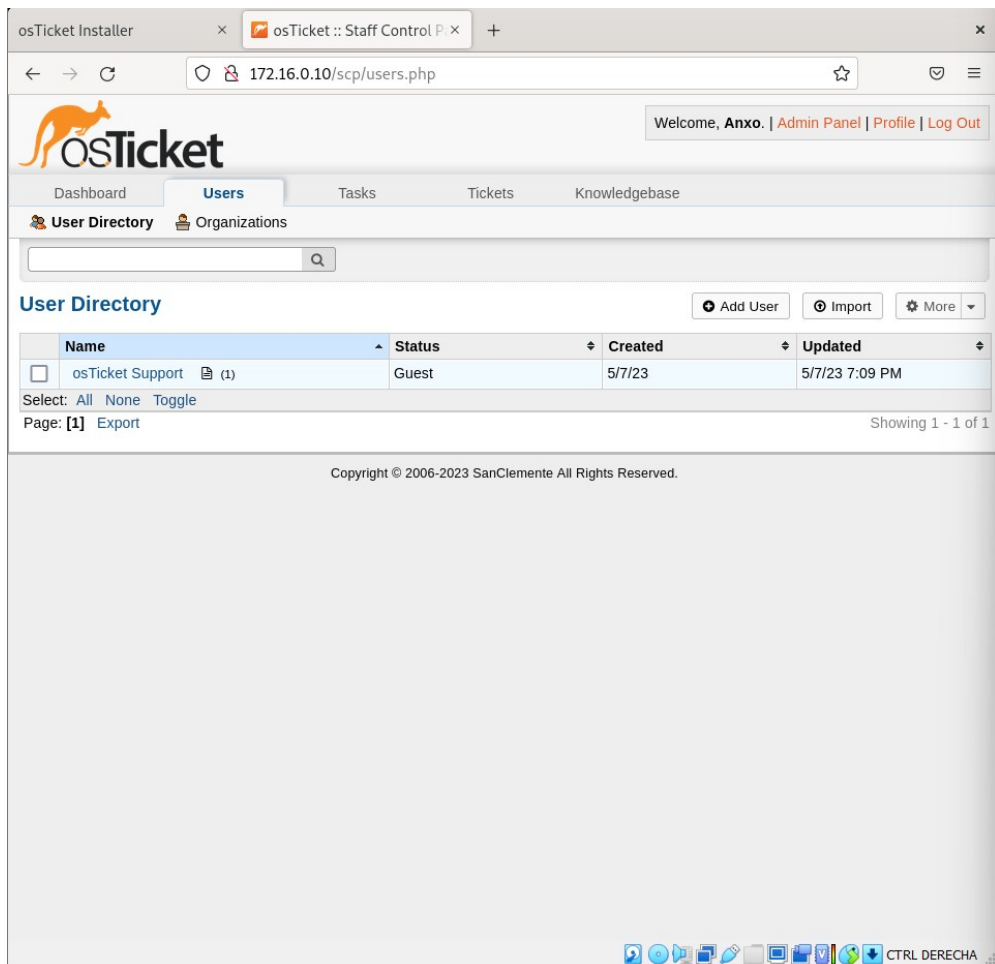 osTicket Installer
osTicket :: Staff Control P
172.16.0.10/scp/users.php
osTicket
Welcome, Anxo. | Admin Panel | Profile | Log Out
Dashboard Users Tasks Tickets Knowledgebase
User Directory Organizations
User Directory
Add User Import More
Name Status Created Updated
osTicket Support (1) Guest 5/7/23 5/7/23 7:09 PM
Select: All None Toggle
Page: [1] Export Showing 1 - 1 of 1
Copyright © 2006-2023 SanClemente All Rights Reserved.
CTRL DERECHA